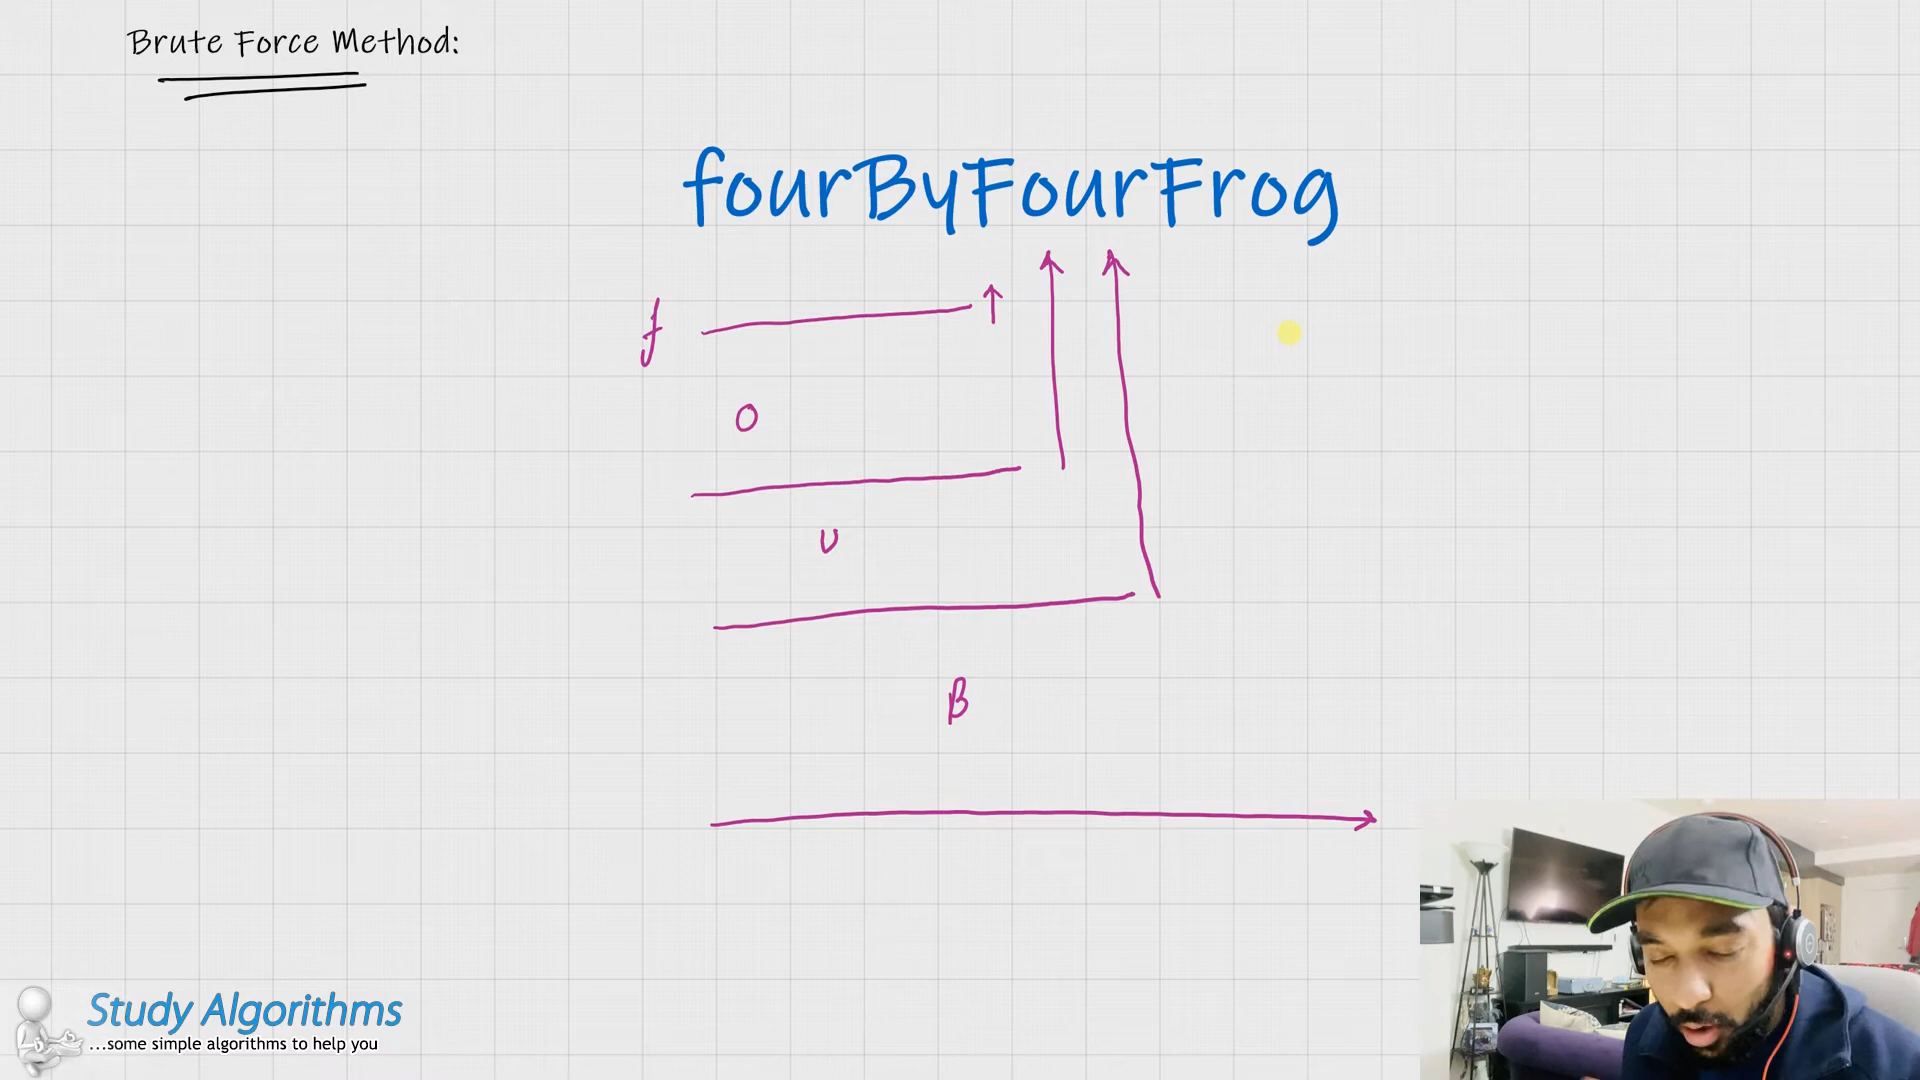 Brute Force Method:
fourByFourFrog
f
O
U
B
Study Algorithms
...some simple algorithms to help you